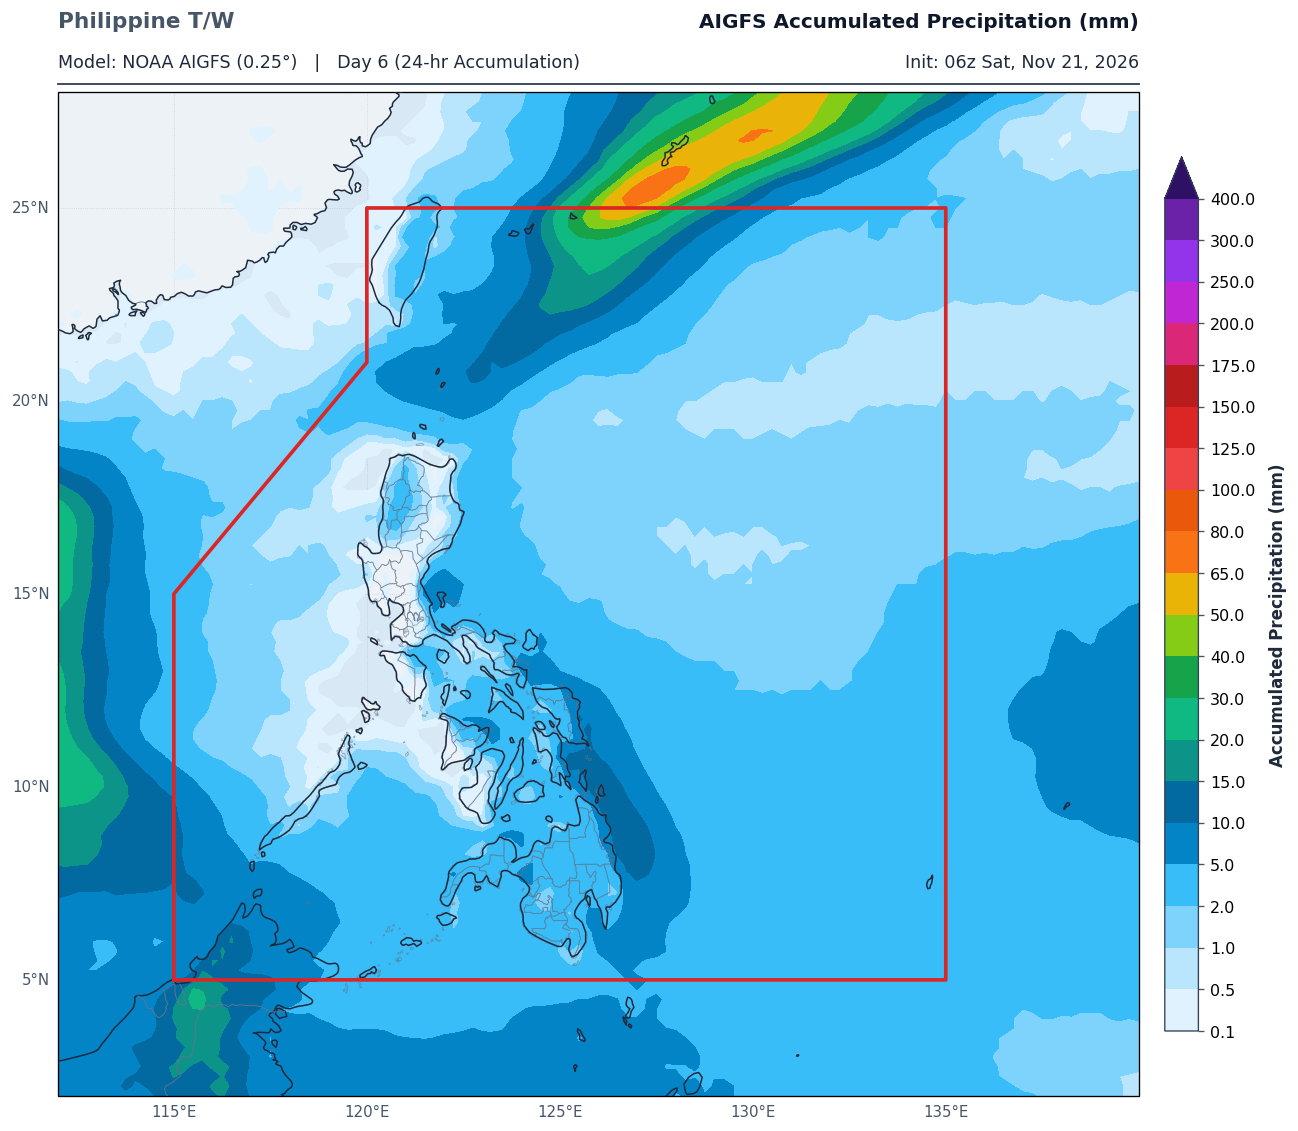 Philippine T/W
AIGFS Accumulated Precipitation (mm)
Model: NOAA AIGFS (0.25°) | Day 6 (24-hr Accumulation)
Init: 06z Sat, Nov 21, 2026
25°N
20°N
15°N
10°N
5°N
115°E
120°E
125°E
130°E
135°E
400.0
300.0
250.0
200.0
175.0
150.0
125.0
100.0
80.0
65.0
50.0
40.0
30.0
20.0
15.0
10.0
5.0
2.0
1.0
0.5
0.1
Accumulated Precipitation (mm)